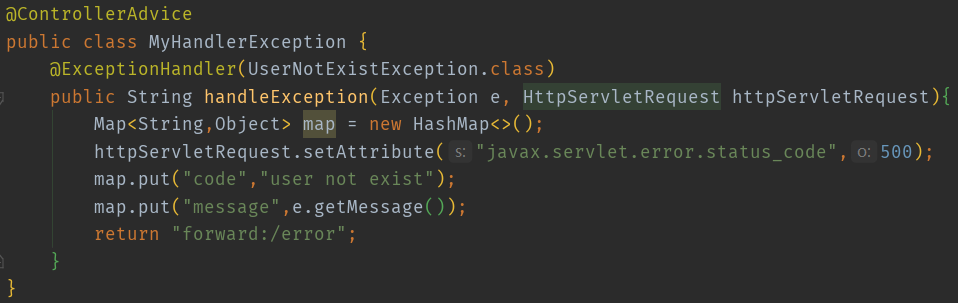 @ControllerAdvice
public class MyHandlerException {
@ExceptionHandler(UserNotExistException.class)
public String handleException(Exception e, HttpServletRequest httpServletRequest){
Map<String,Object> map = new HashMap<>();
httpServletRequest.setAttribute( s: "javax.servlet.error.status_code", o: 500);
map.put("code","user not exist");
map.put("message",e.getMessage());
return "forward:/error";
}
}